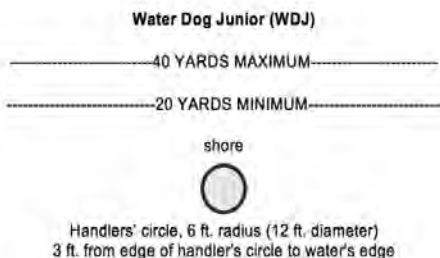 Water Dog Junior (WDJ)
40 YARDS MAXIMUM
20 YARDS MINIMUM
shore
Handlers' circle, 6 ft. radius (12 ft. diameter)
3 ft. from edge of handler's circle to water's edge